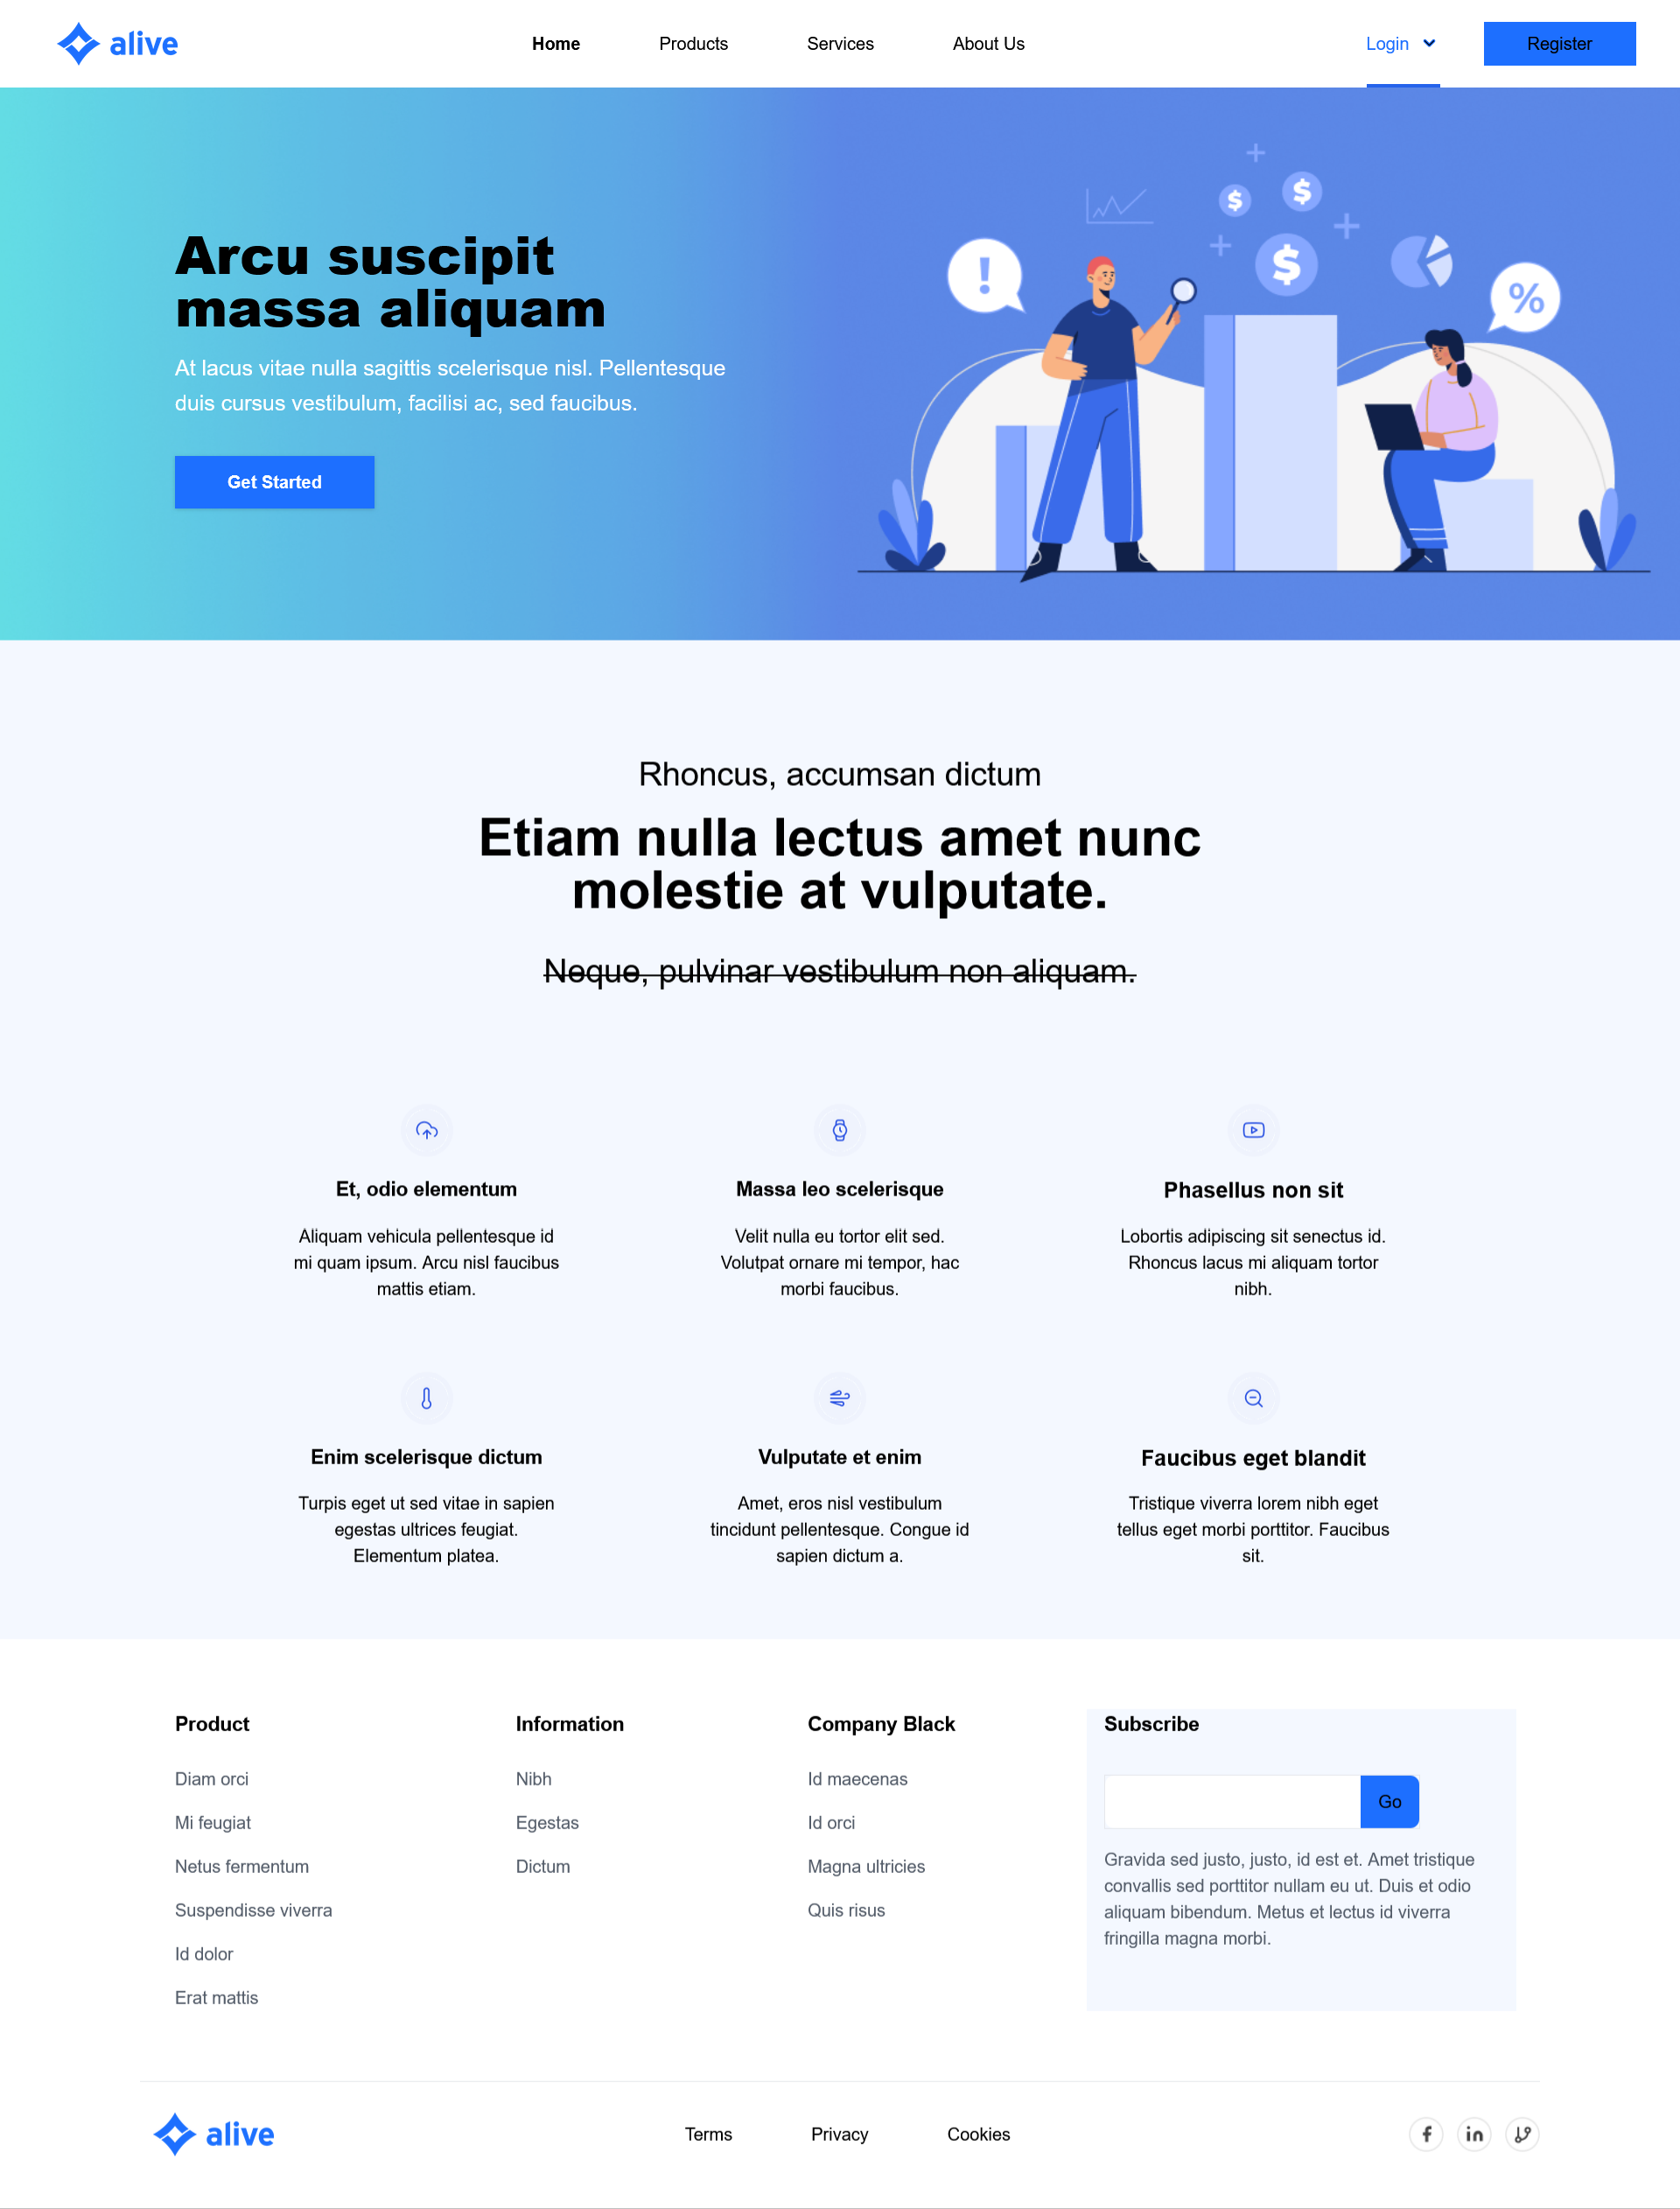 alive
Home
Products
Services
About Us
Login
Register
Arcu suscipit
massa aliquam
At lacus vitae nulla sagittis scelerisque nisl. Pellentesque
duis cursus vestibulum, facilisi ac, sed faucibus.
Get Started
!
$
$
$
%
Rhoncus, accumsan dictum
Etiam nulla lectus amet nunc
molestie at vulputate.
Neque, pulvinar vestibulum non aliquam.
Et, odio elementum
Aliquam vehicula pellentesque id
mi quam ipsum. Arcu nisl faucibus
mattis etiam.
Massa leo scelerisque
Velit nulla eu tortor elit sed.
Volutpat ornare mi tempor, hac
morbi faucibus.
Phasellus non sit
Lobortis adipiscing sit senectus id.
Rhoncus lacus mi aliquam tortor
nibh.
Enim scelerisque dictum
Turpis eget ut sed vitae in sapien
egestas ultrices feugiat.
Elementum platea.
Vulputate et enim
Amet, eros nisl vestibulum
tincidunt pellentesque. Congue id
sapien dictum a.
Faucibus eget blandit
Tristique viverra lorem nibh eget
tellus eget morbi porttitor. Faucibus
sit.
Product
Diam orci
Mi feugiat
Netus fermentum
Suspendisse viverra
Id dolor
Erat mattis
Information
Nibh
Egestas
Dictum
Company Black
Id maecenas
Id orci
Magna ultricies
Quis risus
Subscribe
Go
Gravida sed justo, justo, id est et. Amet tristique
convallis sed porttitor nullam eu ut. Duis et odio
aliquam bibendum. Metus et lectus id viverra
fringilla magna morbi.
alive
Terms
Privacy
Cookies
f
in